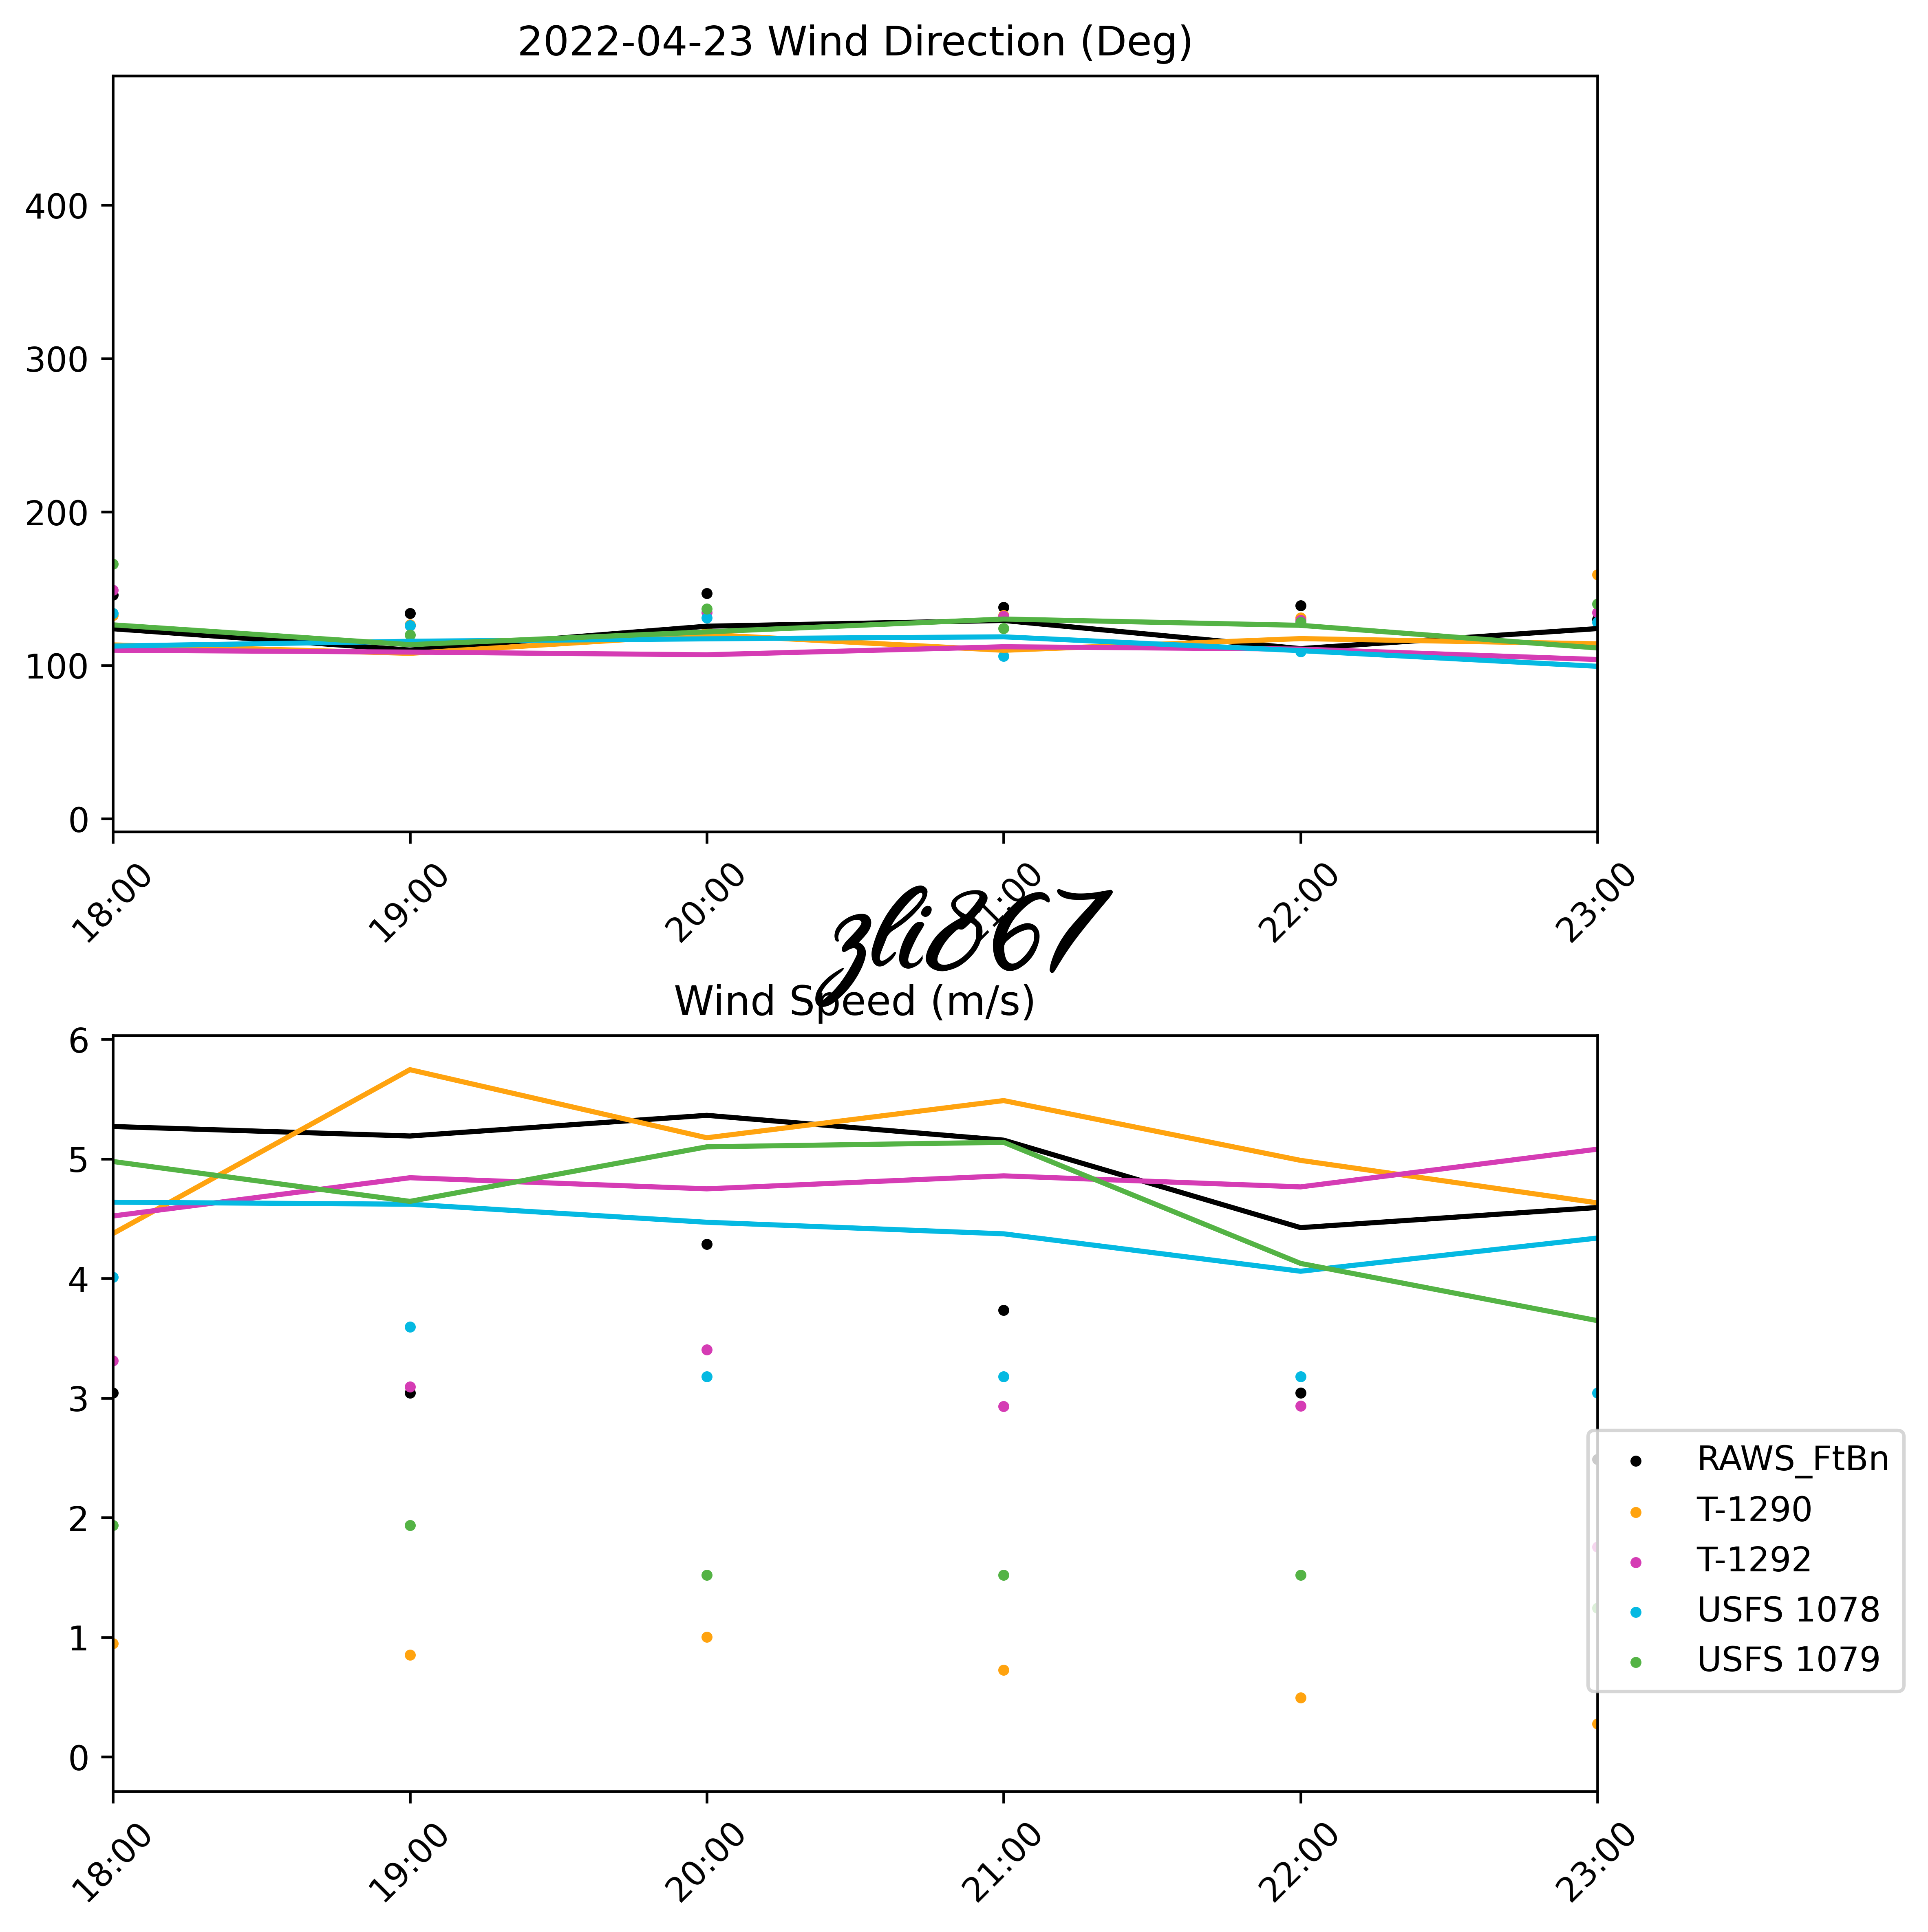 2022-04-23 Wind Direction (Deg)
400
300
200
100
0
18:00 19:00 20:00 21:00 22:00 23:00
zhi867
Wind Speed (m/s)
6
5
4
3
2
1
0
RAWS_FtBn
T-1290
T-1292
USFS 1078
USFS 1079
18:00 19:00 20:00 21:00 22:00 23:00